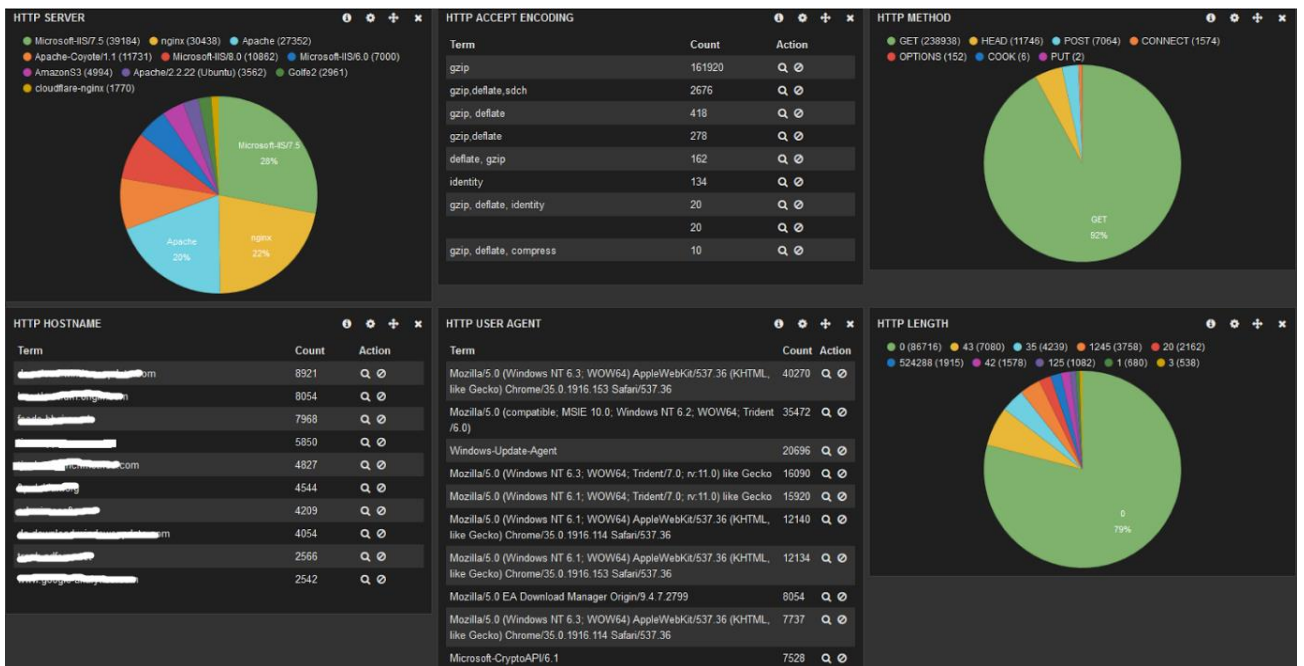 HTTP SERVER
Microsoft-IIS/7.5 (39184) nginx (30438) Apache (27352)
Apache-Coyote/1.1 (11731) Microsoft-IIS/8.0 (10862) Microsoft-IIS/6.0 (7000)
AmazonS3 (4994) Apache/2.2.22 (Ubuntu) (3562) Golfe2 (2961)
cloudflare-nginx (1770)
Microsoft-IIS/7.5
28%
Apache
20%
nginx
22%
HTTP ACCEPT ENCODING
Term Count Action
gzip 161920
gzip,deflate,sdch 2676
gzip, deflate 418
gzip,deflate 278
deflate, gzip 162
identity 134
gzip, deflate, identity 20
20
gzip, deflate, compress 10
HTTP METHOD
GET (238938) HEAD (11746) POST (7064) CONNECT (1574)
OPTIONS (152) COOK (6) PUT (2)
GET
92%
HTTP HOSTNAME
Term Count Action
om 8921
8054
7968
5850
com 4827
4544
4209
4054
2566
2542
HTTP USER AGENT
Term Count Action
Mozilla/5.0 (Windows NT 6.3; WOW64) AppleWebKit/537.36 (KHTML, 40270
like Gecko) Chrome/35.0.1916.153 Safari/537.36
Mozilla/5.0 (compatible; MSIE 10.0; Windows NT 6.2; WOW64; Trident 35472
/6.0)
Windows-Update-Agent 20696
Mozilla/5.0 (Windows NT 6.3; WOW64; Trident/7.0; rv:11.0) like Gecko 16090
Mozilla/5.0 (Windows NT 6.1; WOW64; Trident/7.0; rv:11.0) like Gecko 15920
Mozilla/5.0 (Windows NT 6.1; WOW64) AppleWebKit/537.36 (KHTML, 12140
like Gecko) Chrome/35.0.1916.114 Safari/537.36
Mozilla/5.0 (Windows NT 6.1; WOW64) AppleWebKit/537.36 (KHTML, 12134
like Gecko) Chrome/35.0.1916.153 Safari/537.36
Mozilla/5.0 EA Download Manager Origin/9.4.7.2799 8054
Mozilla/5.0 (Windows NT 6.3; WOW64) AppleWebKit/537.36 (KHTML, 7737
like Gecko) Chrome/35.0.1916.114 Safari/537.36
Microsoft-CryptoAPI/6.1 7528
HTTP LENGTH
0 (86716) 43 (7080) 35 (4239) 1245 (3758) 20 (2162)
524288 (1915) 42 (1578) 125 (1082) 1 (680) 3 (538)
0
79%